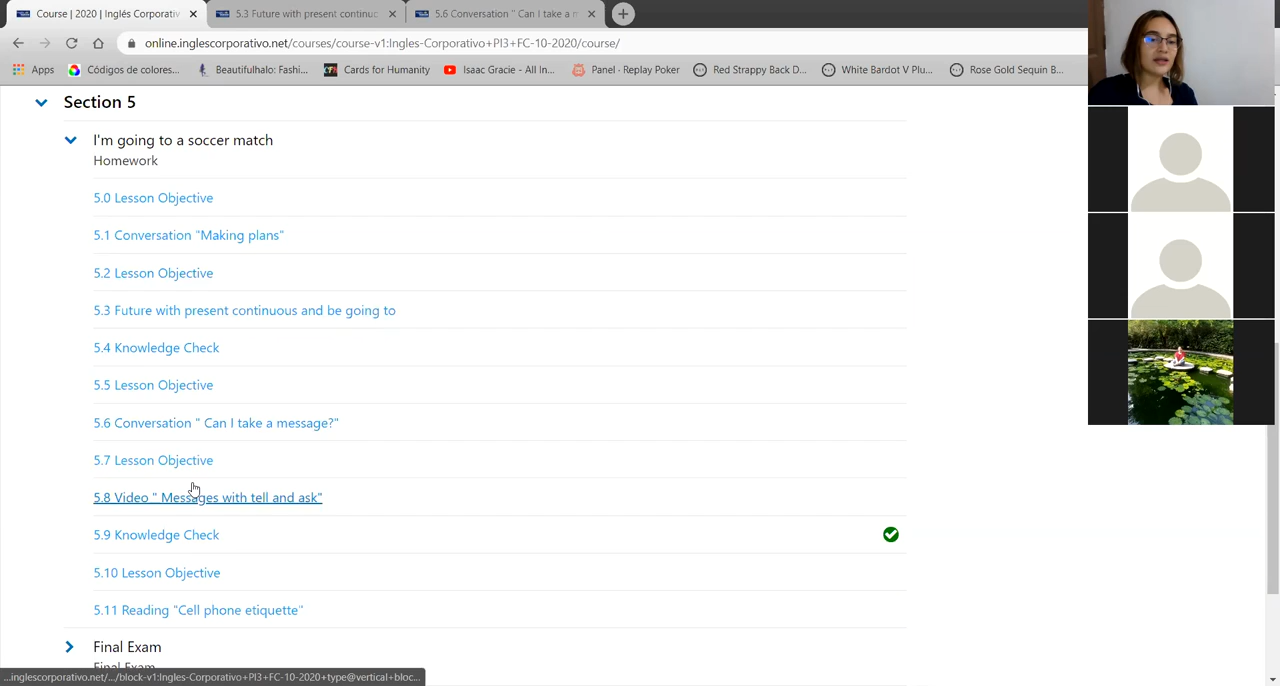 Course | 2020 | Inglés Corporativ
5.3 Future with present continuo
5.6 Conversation " Can I take a m
online.inglescorporativo.net/courses/course-v1:Ingles-Corporativo+PI3+FC-10-2020/course/
Apps
Códigos de colores...
Beautifulhalo: Fashi...
Cards for Humanity
Isaac Gracie - All In...
Panel · Replay Poker
Red Strappy Back D...
White Bardot V Plu...
Rose Gold Sequin B...
Section 5
I'm going to a soccer match
Homework
5.0 Lesson Objective
5.1 Conversation "Making plans"
5.2 Lesson Objective
5.3 Future with present continuous and be going to
5.4 Knowledge Check
5.5 Lesson Objective
5.6 Conversation " Can I take a message?"
5.7 Lesson Objective
5.8 Video " Messages with tell and ask"
5.9 Knowledge Check
5.10 Lesson Objective
5.11 Reading "Cell phone etiquette"
Final Exam
Final Exam
...inglescorporativo.net/.../block-v1:Ingles-Corporativo+PI3+FC-10-2020+type@vertical+bloc...